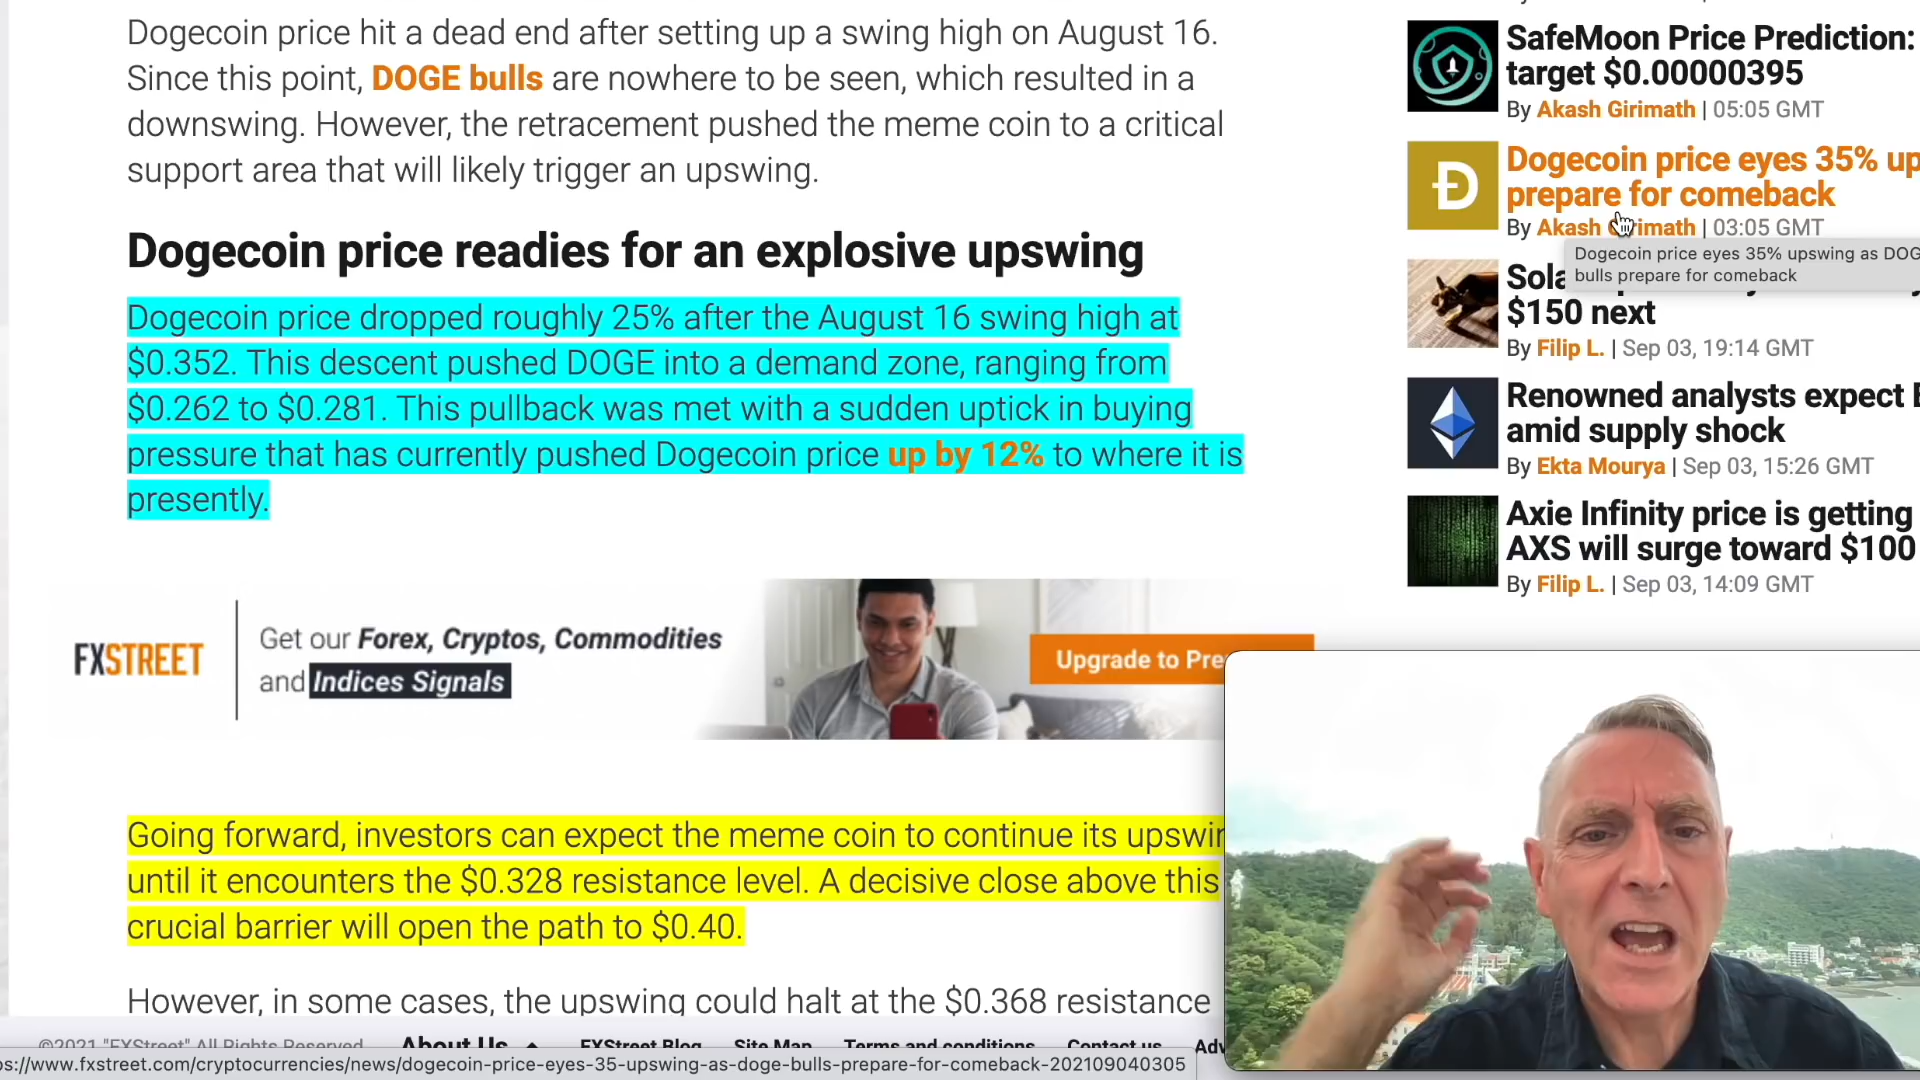 Dogecoin price hit a dead end after setting up a swing high on August 16.
Since this point, DOGE bulls are nowhere to be seen, which resulted in a
downswing. However, the retracement pushed the meme coin to a critical
support area that will likely trigger an upswing.
Dogecoin price readies for an explosive upswing
Dogecoin price dropped roughly 25% after the August 16 swing high at
$0.352. This descent pushed DOGE into a demand zone, ranging from
$0.262 to $0.281. This pullback was met with a sudden uptick in buying
pressure that has currently pushed Dogecoin price up by 12% to where it is
presently.
FXSTREET
Get our Forex, Cryptos, Commodities
and Indices Signals
Upgrade to Pre
Going forward, investors can expect the meme coin to continue its upswin
until it encounters the $0.328 resistance level. A decisive close above this
crucial barrier will open the path to $0.40.
However, in some cases, the upswing could halt at the $0.368 resistance
©2021 "FXStreet" All Rights Reserved
About Us
FXStreet Blog
Site Map
Terms and conditions
Contact us
Adv
ps://www.fxstreet.com/cryptocurrencies/news/dogecoin-price-eyes-35-upswing-as-doge-bulls-prepare-for-comeback-202109040305
SafeMoon Price Prediction:
target $0.00000395
By Akash Girimath | 05:05 GMT
Dogecoin price eyes 35% up
prepare for comeback
By Akash Girimath | 03:05 GMT
Dogecoin price eyes 35% upswing as DOG
bulls prepare for comeback
Sola
$150 next
By Filip L. | Sep 03, 19:14 GMT
Renowned analysts expect E
amid supply shock
By Ekta Mourya | Sep 03, 15:26 GMT
Axie Infinity price is getting
AXS will surge toward $100
By Filip L. | Sep 03, 14:09 GMT